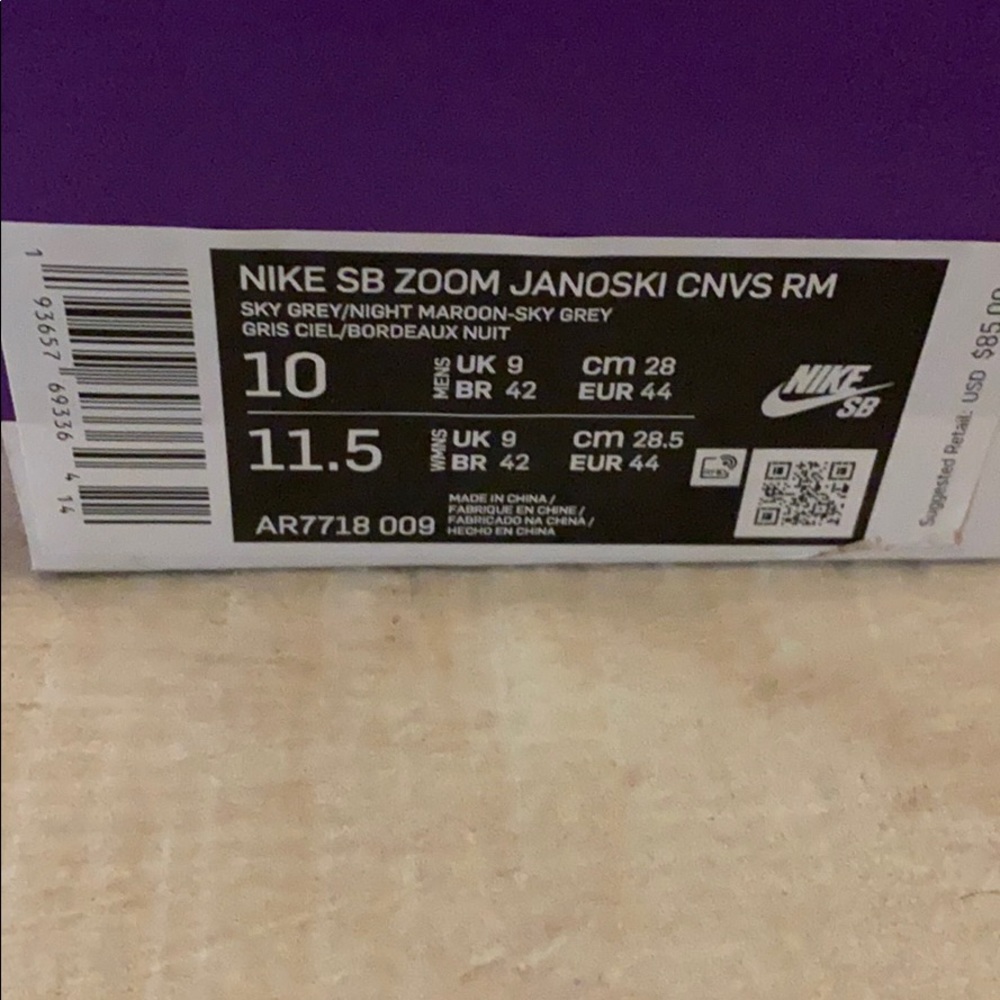 NIKE SB ZOOM JANOSKI CNVS RM
SKY GREY/NIGHT MAROON-SKY GREY
GRIS CIEL/BORDEAUX NUIT
10 MENS UK 9 cm 28
BR 42 EUR 44
11.5 WMNS UK 9 cm 28.5
BR 42 EUR 44
AR7718 009
MADE IN CHINA /
FABRIQUE EN CHINE /
FABRICADO NA CHINA /
HECHO EN CHINA
NIKE
SB
1 93657 69336 4 14
Suggested Retail: USD $85.00